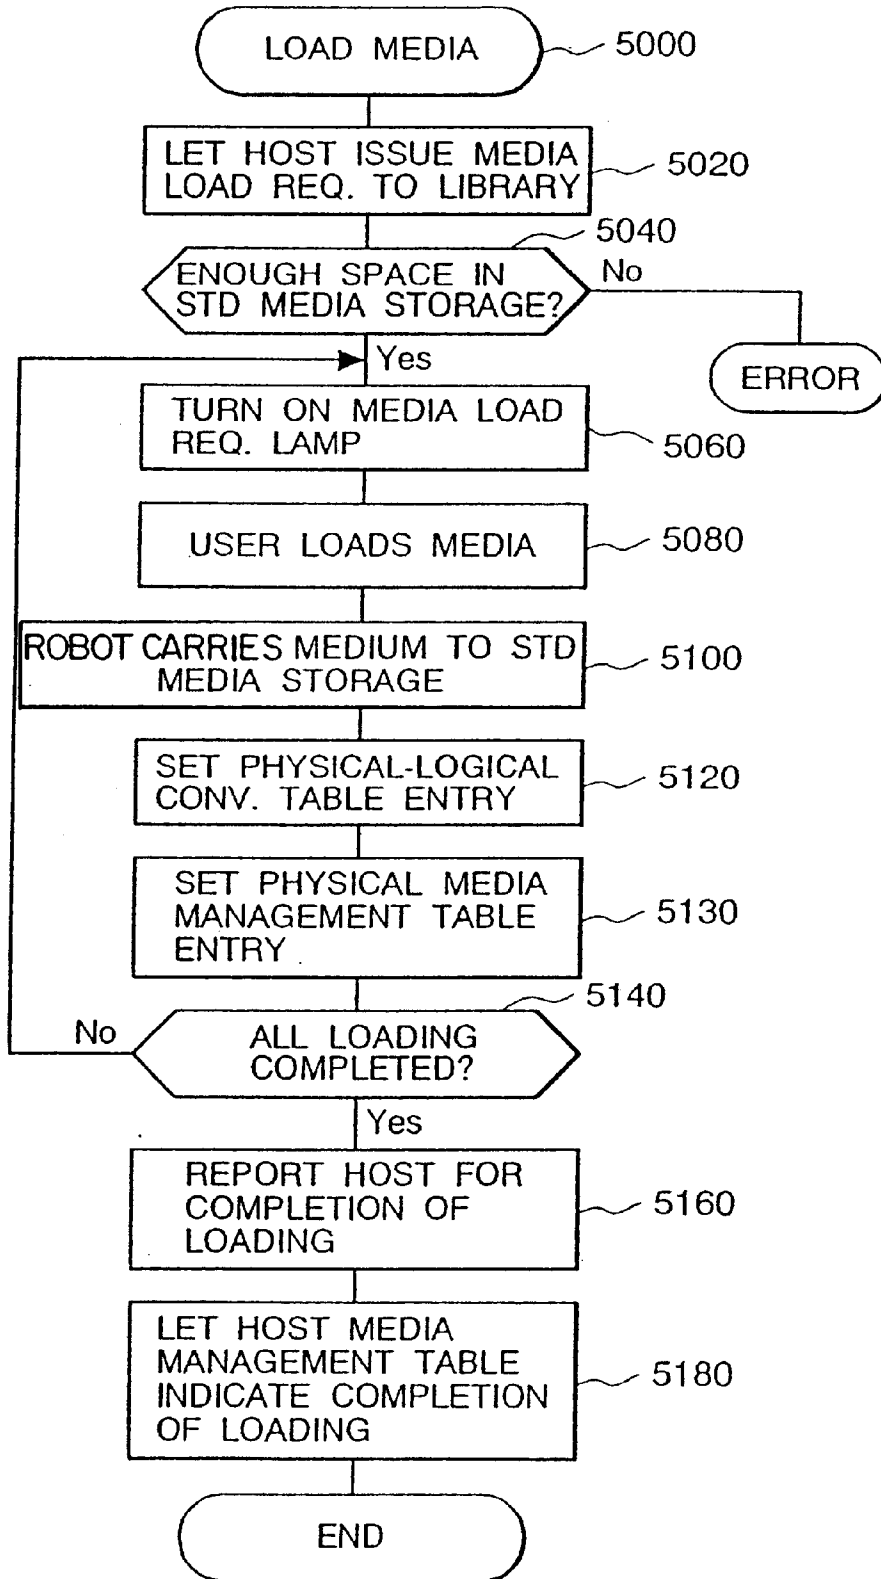 LOAD MEDIA
5000
LET HOST ISSUE MEDIA
LOAD REQ. TO LIBRARY
5020
5040
ENOUGH SPACE IN
STD MEDIA STORAGE?
No
Yes
ERROR
TURN ON MEDIA LOAD
REQ. LAMP
5060
USER LOADS MEDIA
5080
ROBOT CARRIES MEDIUM TO STD
MEDIA STORAGE
5100
SET PHYSICAL-LOGICAL
CONV. TABLE ENTRY
5120
SET PHYSICAL MEDIA
MANAGEMENT TABLE
ENTRY
5130
5140
No
ALL LOADING
COMPLETED?
Yes
REPORT HOST FOR
COMPLETION OF
LOADING
5160
LET HOST MEDIA
MANAGEMENT TABLE
INDICATE COMPLETION
OF LOADING
5180
END